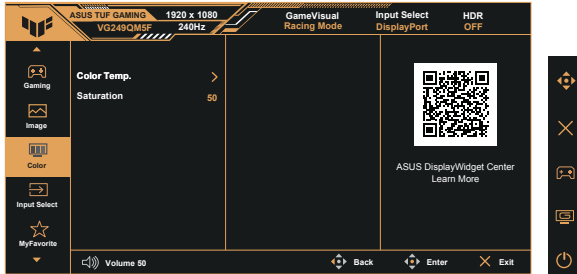 ASUS TUF GAMING 1920 x 1080
VG249QM5F 240Hz
GameVisual
Racing Mode
Input Select
DisplayPort
HDR
OFF
Gaming
Image
Color
Input Select
MyFavorite
Color Temp.
Saturation 50
ASUS DisplayWidget Center
Learn More
Volume 50
Back
Enter
Exit